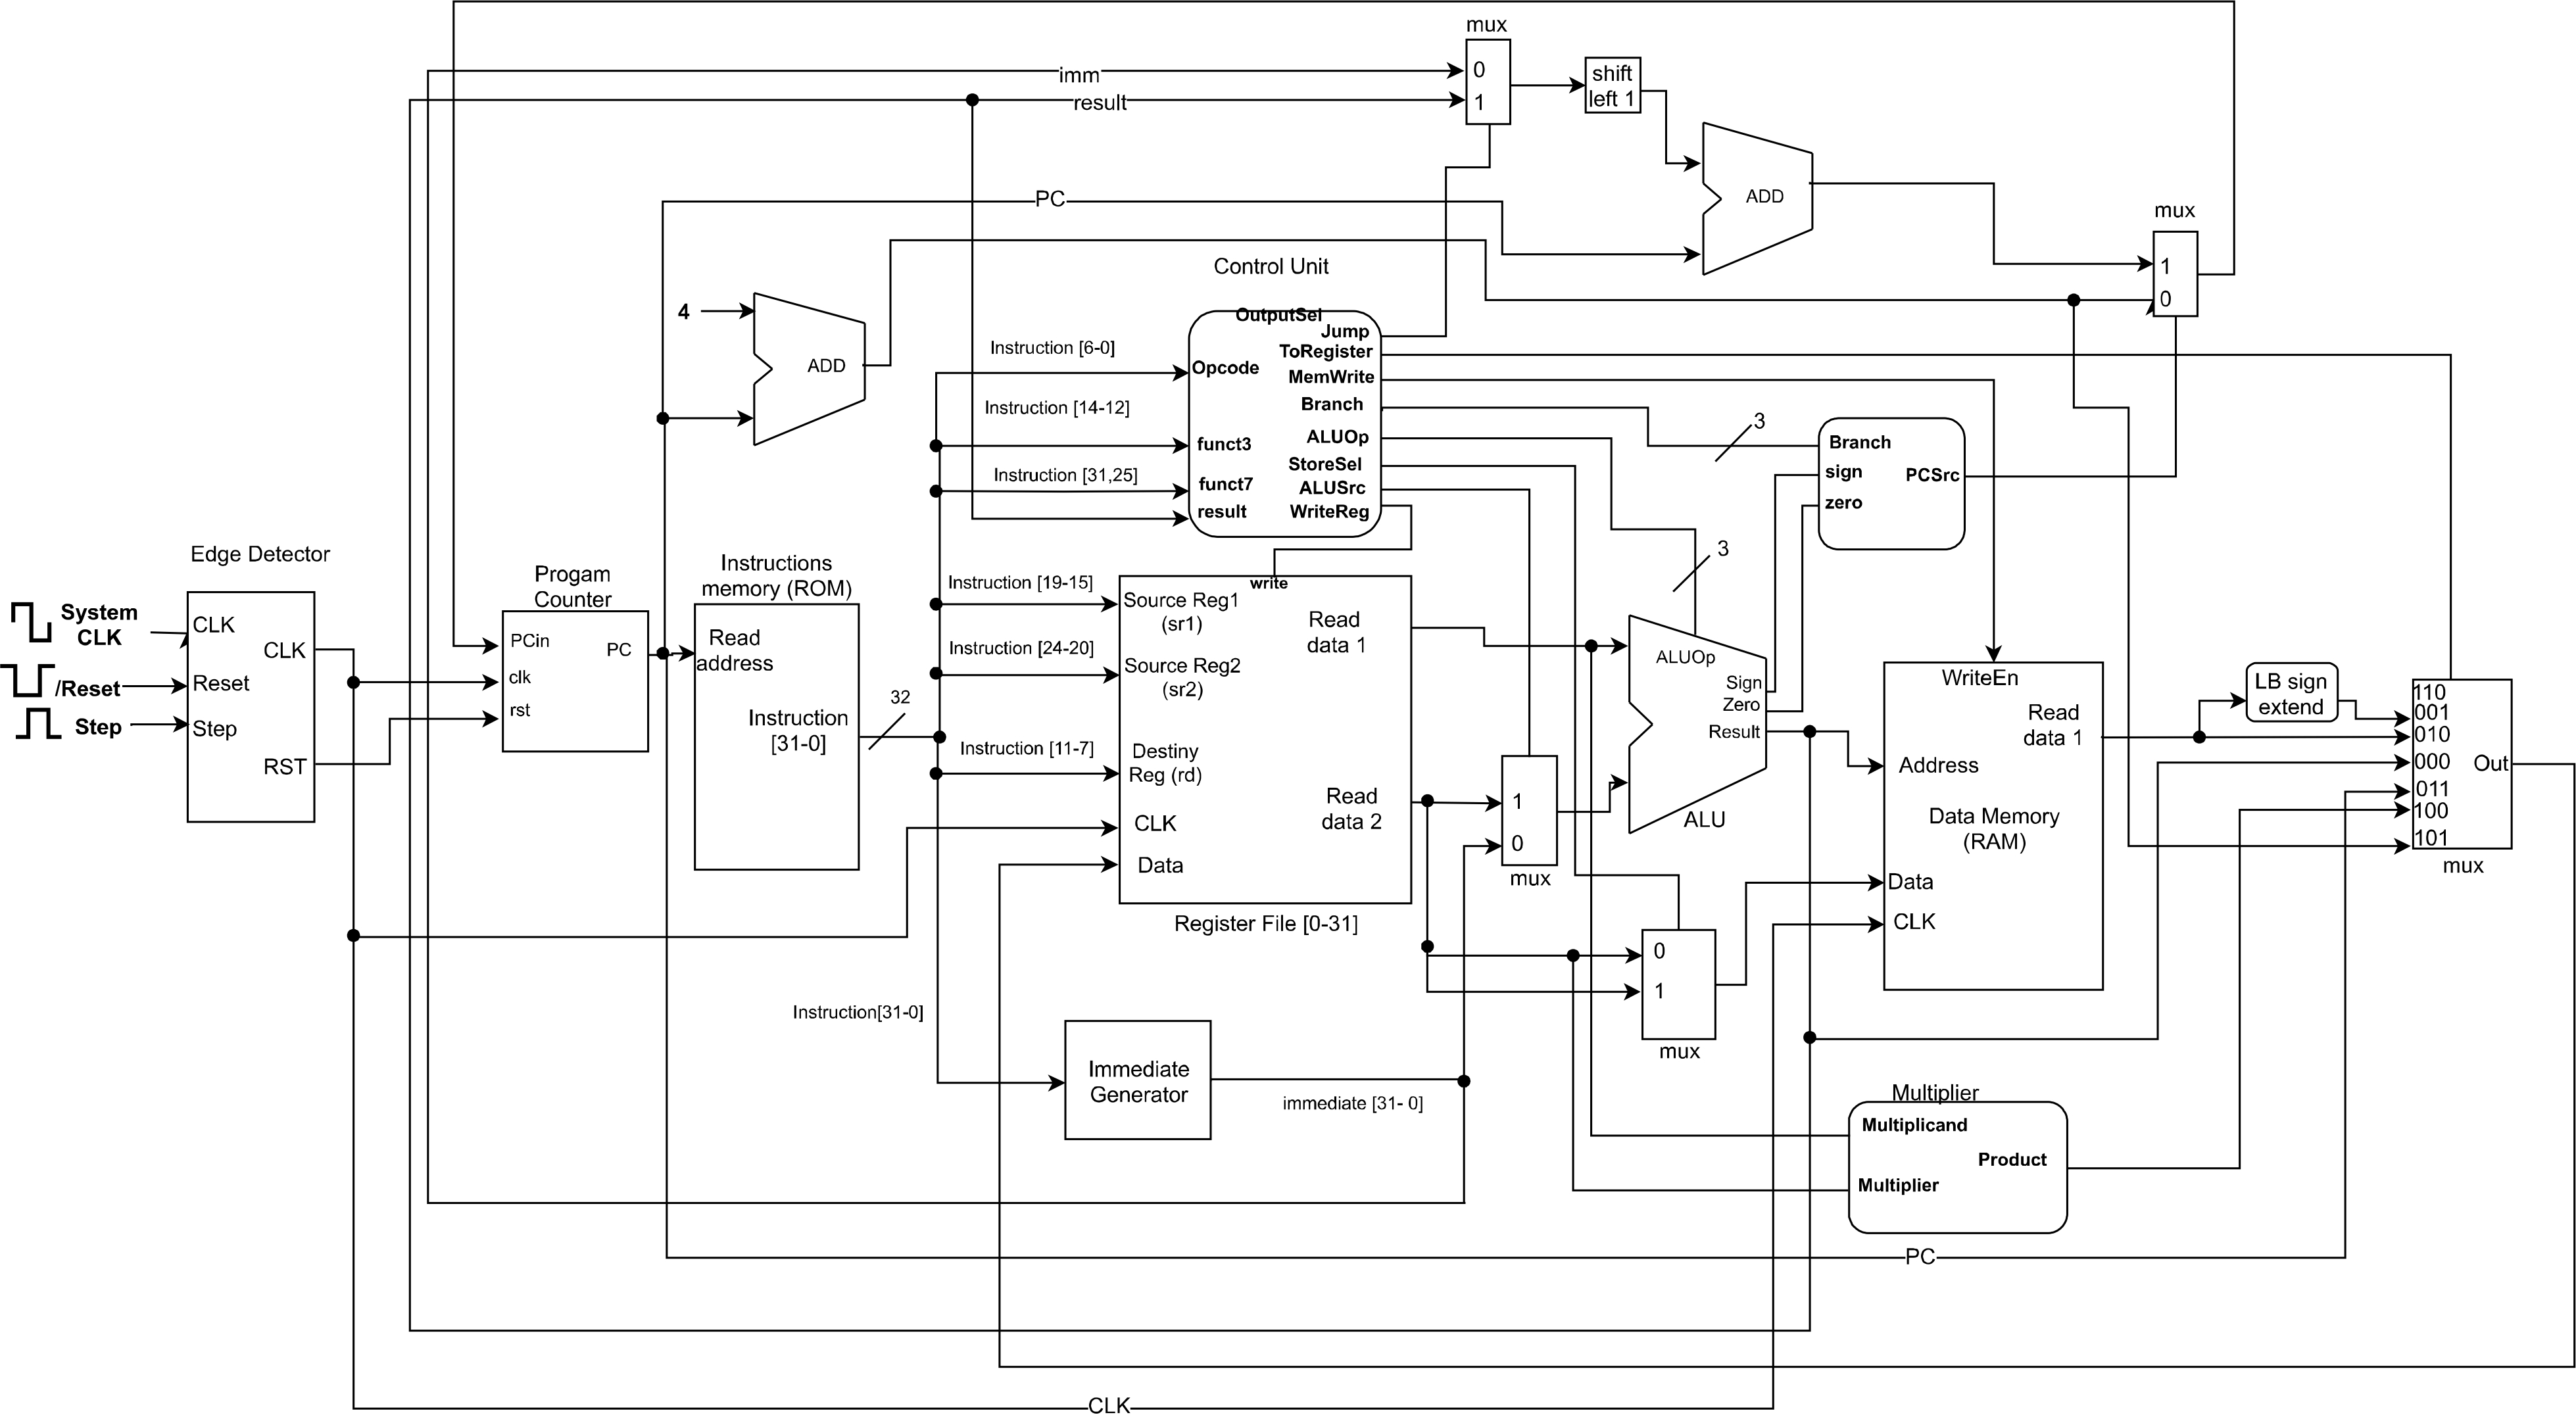 mux
0
1
imm
result
shift
left 1
ADD
PC
mux
1
0
Control Unit
4
ADD
OutputSel
Jump
ToRegister
MemWrite
Branch
ALUOp
StoreSel
ALUSrc
WriteReg
Opcode
funct3
funct7
result
Instruction [6-0]
Instruction [14-12]
Instruction [31,25]
3
Branch
sign
zero
PCSrc
3
Edge Detector
System
CLK
/Reset
Step
CLK
Reset
Step
CLK
RST
Progam
Counter
PCin
clk
rst
PC
Instructions
memory (ROM)
Read
address
Instruction
[31-0]
32
Instruction [19-15]
Instruction [24-20]
Instruction [11-7]
write
Source Reg1
(sr1)
Source Reg2
(sr2)
Destiny
Reg (rd)
CLK
Data
Read
data 1
Read
data 2
Register File [0-31]
1
0
mux
ALUOp
Sign
Zero
Result
ALU
0
1
mux
WriteEn
Read
data 1
Address
Data Memory
(RAM)
Data
CLK
LB sign
extend
110
001
010
000
011
100
101
Out
mux
Instruction[31-0]
Immediate
Generator
immediate [31- 0]
Multiplier
Multiplicand
Product
Multiplier
PC
CLK